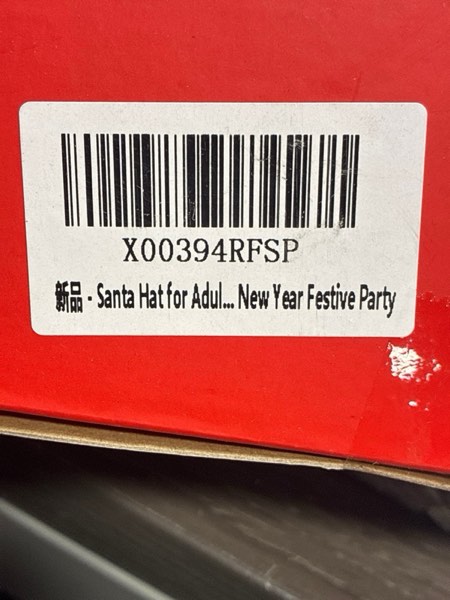 X00394RFSP
新品 - Santa Hat for Adul... New Year Festive Party